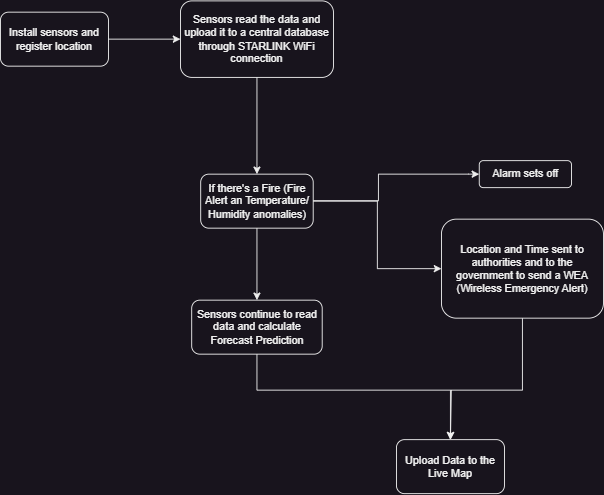 Install sensors and
register location
Sensors read the data and
upload it to a central database
through STARLINK WiFi
connection
If there's a Fire (Fire
Alert an Temperature/
Humidity anomalies)
Alarm sets off
Location and Time sent to
authorities and to the
government to send a WEA
(Wireless Emergency Alert)
Sensors continue to read
data and calculate
Forecast Prediction
Upload Data to the
Live Map